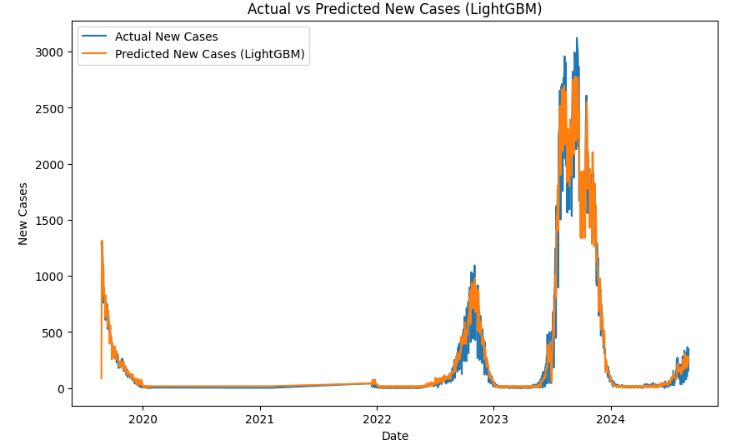 Actual vs Predicted New Cases (LightGBM)
Actual New Cases
Predicted New Cases (LightGBM)
3000
2500
2000
1500
1000
500
0
New Cases
2020 2021 2022 2023 2024
Date